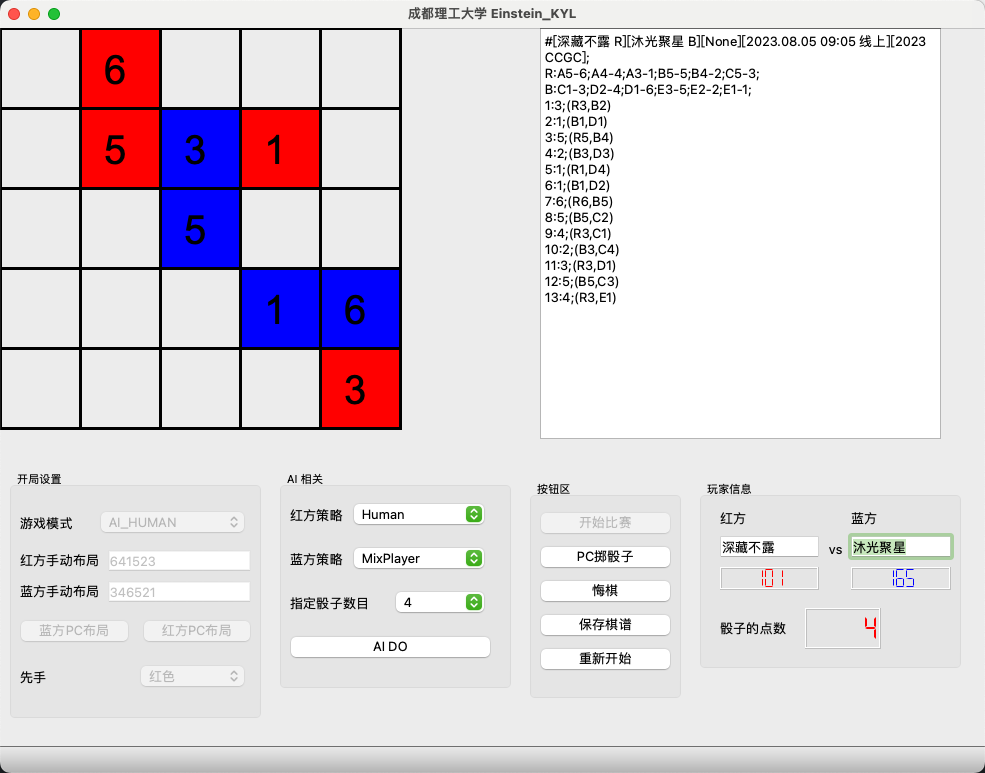 成都理工大学 Einstein_KYL
6
5 3 1
5
1 6
3
#[深藏不露 R][沐光聚星 B][None][2023.08.05 09:05 线上][2023
CCGC];
R:A5-6;A4-4;A3-1;B5-5;B4-2;C5-3;
B:C1-3;D2-4;D1-6;E3-5;E2-2;E1-1;
1:3;(R3,B2)
2:1;(B1,D1)
3:5;(R5,B4)
4:2;(B3,D3)
5:1;(R1,D4)
6:1;(B1,D2)
7:6;(R6,B5)
8:5;(B5,C2)
9:4;(R3,C1)
10:2;(B3,C4)
11:3;(R3,D1)
12:5;(B5,C3)
13:4;(R3,E1)
开局设置
游戏模式 AI_HUMAN
红方手动布局 641523
蓝方手动布局 346521
蓝方PC布局 红方PC布局
先手 红色
AI 相关
红方策略 Human
蓝方策略 MixPlayer
指定骰子数目 4
AI DO
按钮区
开始比赛
PC掷骰子
悔棋
保存棋谱
重新开始
玩家信息
红方 蓝方
深藏不露 vs 沐光聚星
101 165
骰子的点数 4